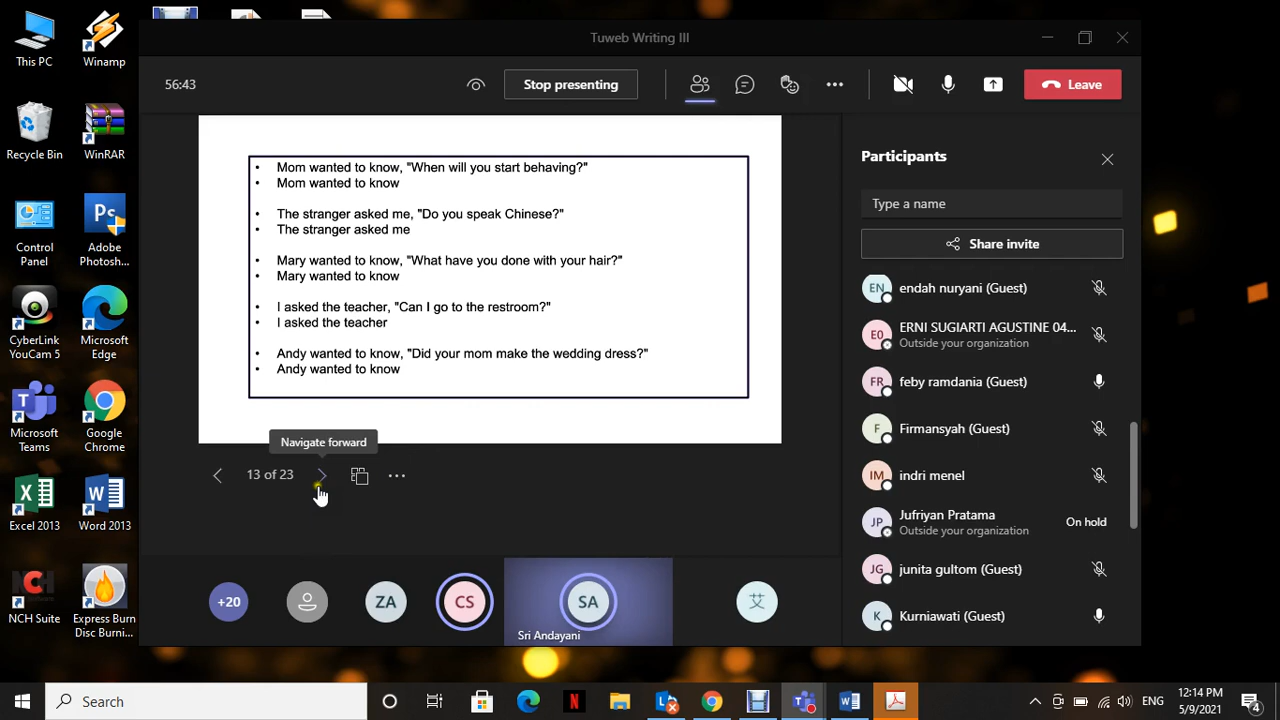 This PC
Winamp
Recycle Bin
WinRAR
Control
Panel
Ps
Adobe
Photosh...
CyberLink
YouCam 5
Microsoft
Edge
Microsoft
Teams
Google
Chrome
Excel 2013
Word 2013
NCH
NCH Suite
Express Burn
Disc Burni...
Tuweb Writing III
56:43
Stop presenting
Leave
• Mom wanted to know, "When will you start behaving?"
• Mom wanted to know
• The stranger asked me, "Do you speak Chinese?"
• The stranger asked me
• Mary wanted to know, "What have you done with your hair?"
• Mary wanted to know
• I asked the teacher, "Can I go to the restroom?"
• I asked the teacher
• Andy wanted to know, "Did your mom make the wedding dress?"
• Andy wanted to know
Navigate forward
13 of 23
+20
ZA
CS
SA
Sri Andayani
艾
Participants
Type a name
Share invite
EN endah nuryani (Guest)
E0 ERNI SUGIARTI AGUSTINE 04...
Outside your organization
FR feby ramdania (Guest)
F Firmansyah (Guest)
IM indri menel
JP Jufriyan Pratama On hold
Outside your organization
JG junita gultom (Guest)
K Kurniawati (Guest)
Search
ENG
12:14 PM
5/9/2021
4